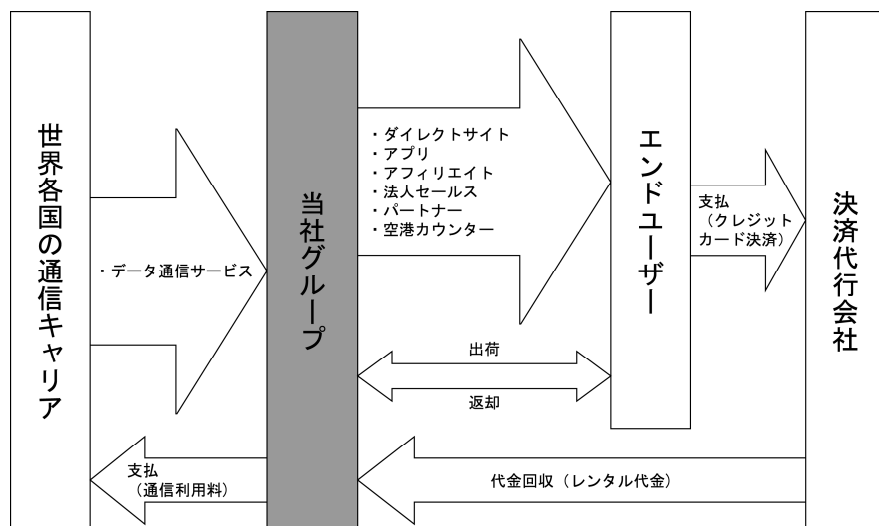 世界各国の通信キャリア
・データ通信サービス
支払
（通信利用料）
当社グループ
・ダイレクトサイト
・アプリ
・アフィリエイト
・法人セールス
・パートナー
・空港カウンター
出荷
返却
エンドユーザー
支払
（クレジット
カード決済）
代金回収（レンタル代金）
決済代行会社